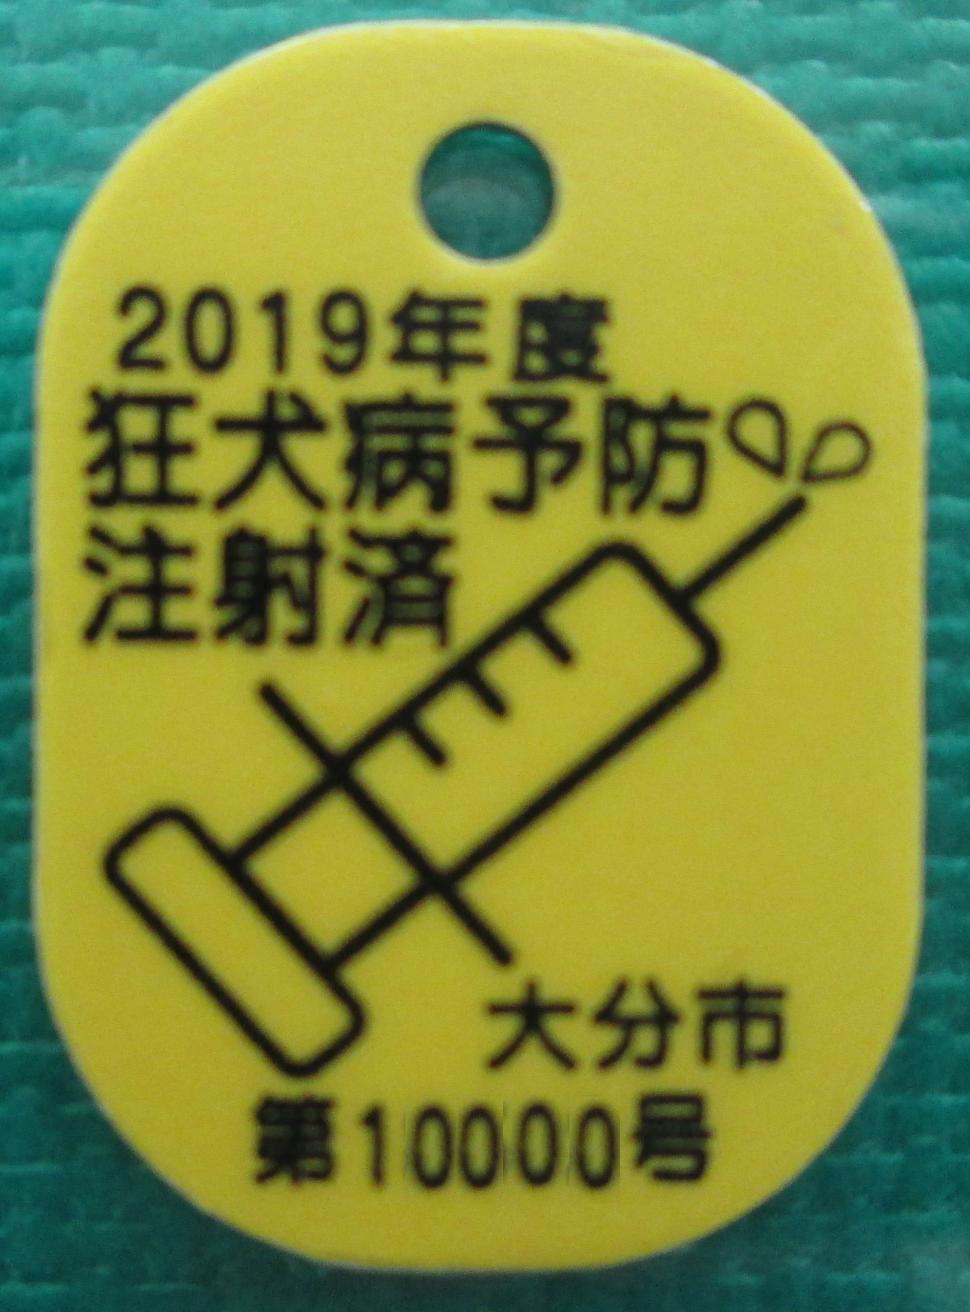 2019年度
狂犬病予防
注射済
大分市
第10000号